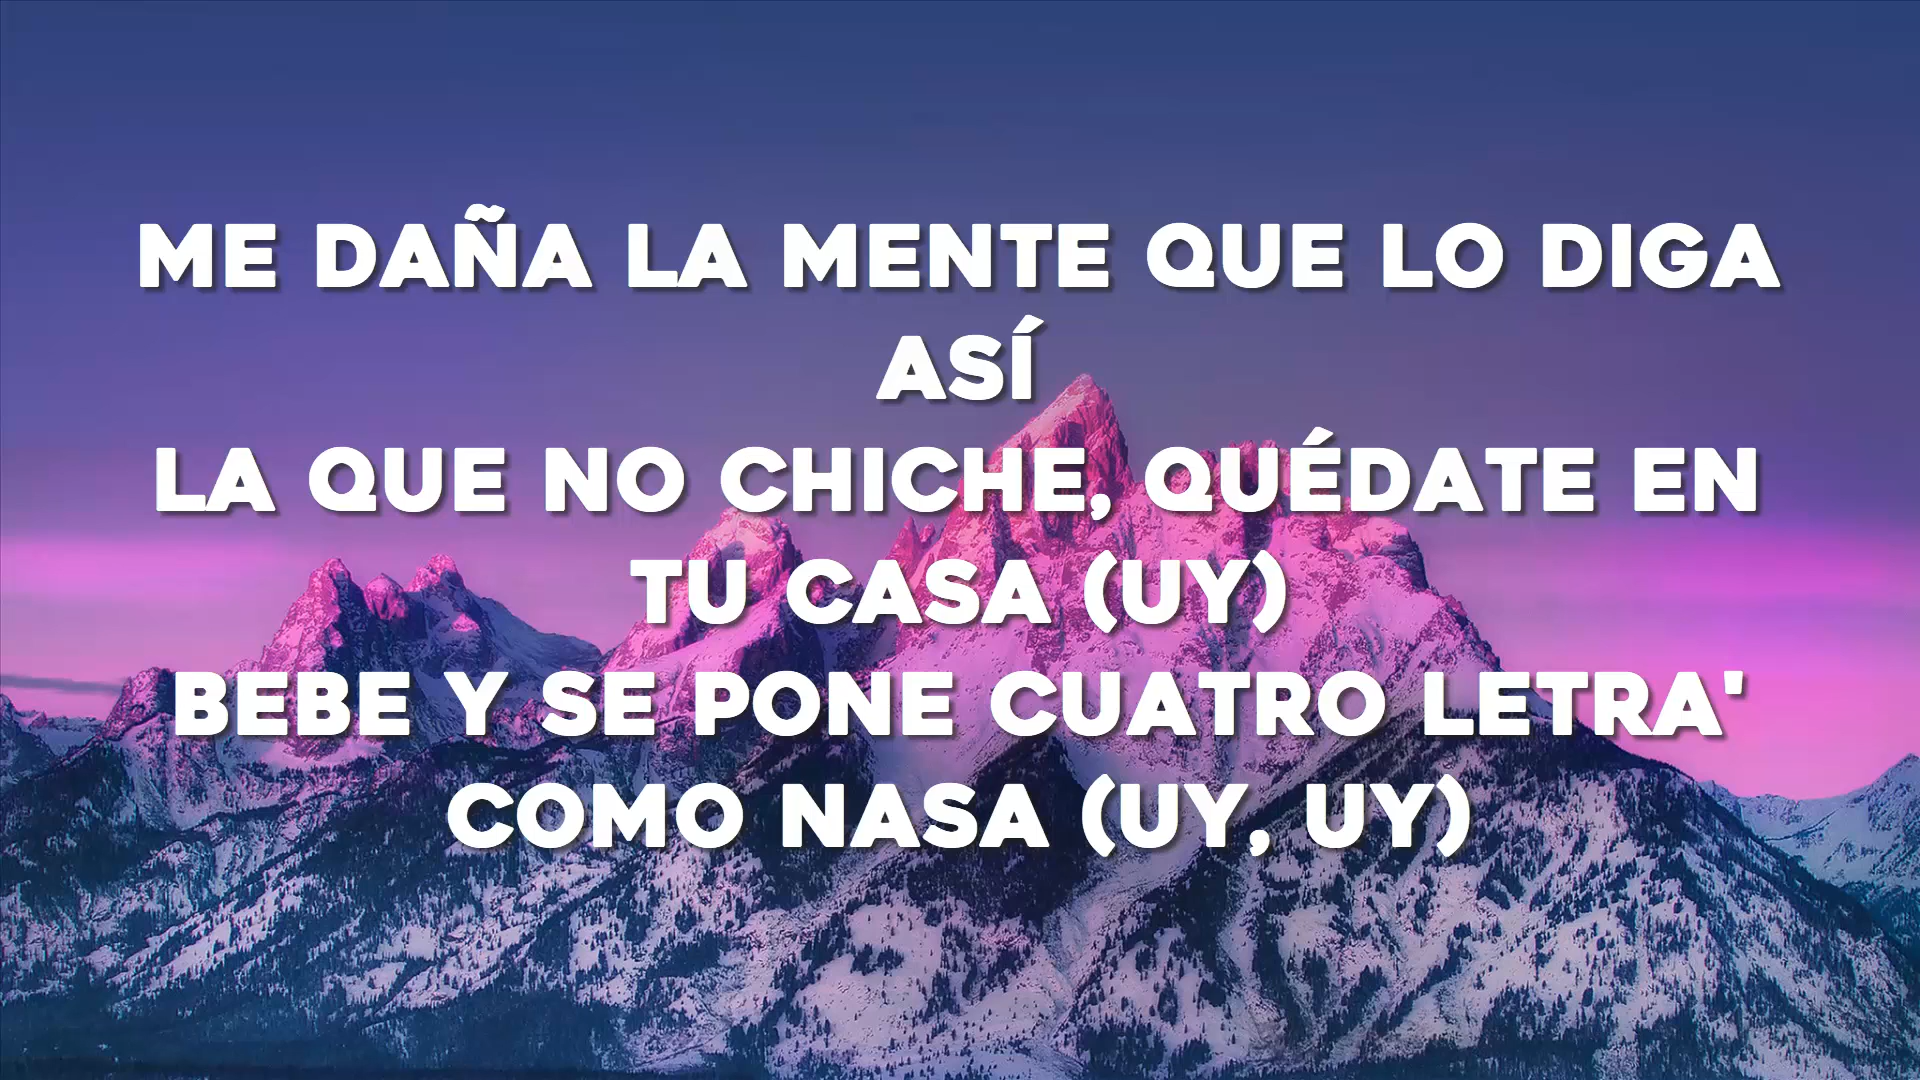 ME DAÑA LA MENTE QUE LO DIGA
ASÍ
LA QUE NO CHICHE, QUÉDATE EN
TU CASA (UY)
BEBE Y SE PONE CUATRO LETRA'
COMO NASA (UY, UY)